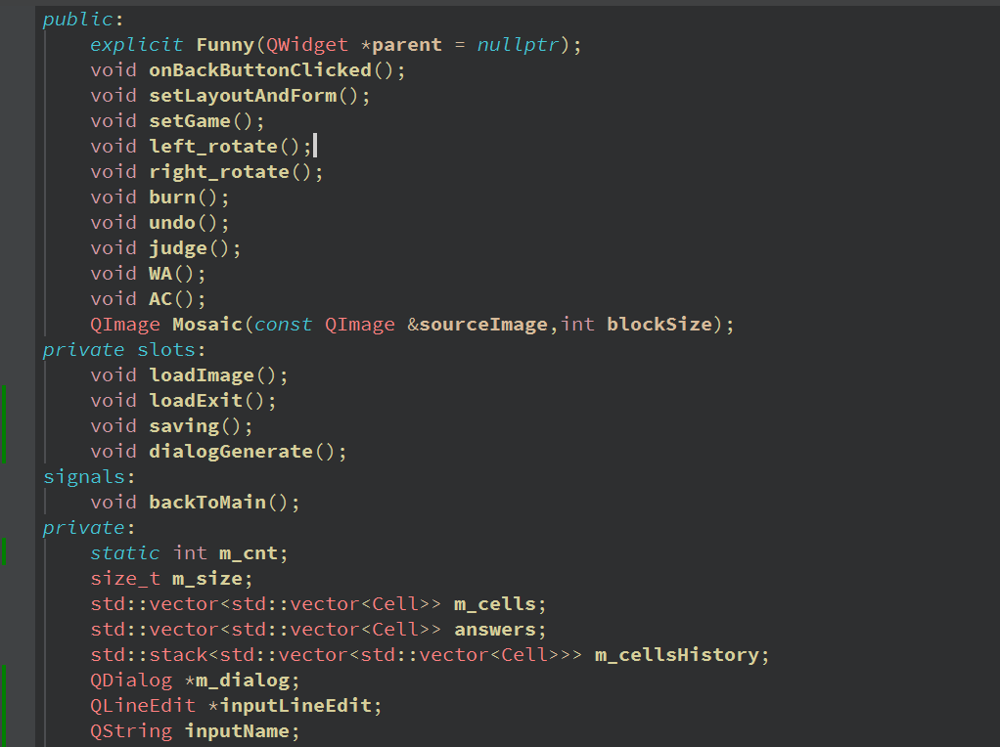 public:
explicit Funny(QWidget *parent = nullptr);
void onBackButtonClicked();
void setLayoutAndForm();
void setGame();
void left_rotate();
void right_rotate();
void burn();
void undo();
void judge();
void WA();
void AC();
QImage Mosaic(const QImage &sourceImage,int blockSize);
private slots:
void loadImage();
void loadExit();
void saving();
void dialogGenerate();
signals:
void backToMain();
private:
static int m_cnt;
size_t m_size;
std::vector<std::vector<Cell>> m_cells;
std::vector<std::vector<Cell>> answers;
std::stack<std::vector<std::vector<Cell>>> m_cellsHistory;
QDialog *m_dialog;
QLineEdit *inputLineEdit;
QString inputName;